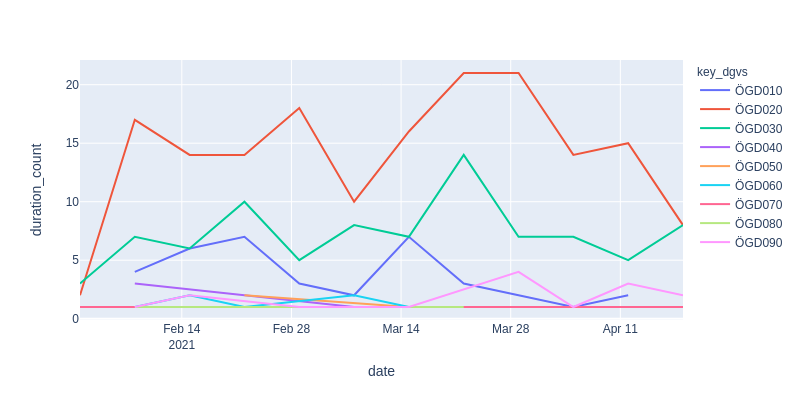 key_dgvs
ÖGD010
ÖGD020
ÖGD030
ÖGD040
ÖGD050
ÖGD060
ÖGD070
ÖGD080
ÖGD090
duration_count
20
15
10
5
0
Feb 14
2021
Feb 28
Mar 14
Mar 28
Apr 11
date